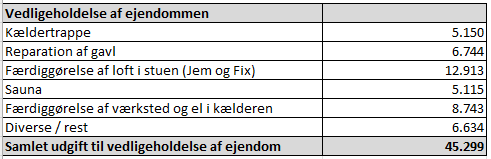 Vedligeholdelse af ejendommen
Kældertrappe 5.150
Reparation af gavl 6.744
Færdiggørelse af loft i stuen (Jem og Fix) 12.913
Sauna 5.115
Færdiggørelse af værksted og el i kælderen 8.743
Diverse / rest 6.634
Samlet udgift til vedligeholdelse af ejendom 45.299